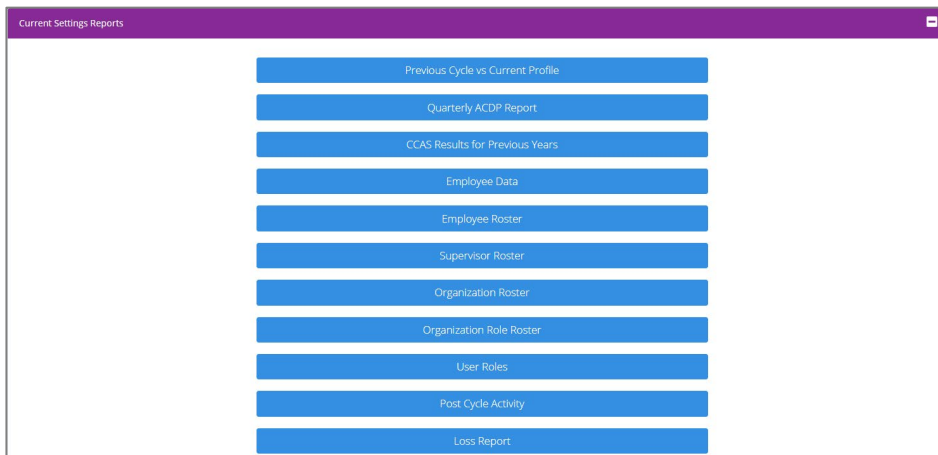 Current Settings Reports
Previous Cycle vs Current Profile
Quarterly ACDP Report
CCAS Results for Previous Years
Employee Data
Employee Roster
Supervisor Roster
Organization Roster
Organization Role Roster
User Roles
Post Cycle Activity
Loss Report